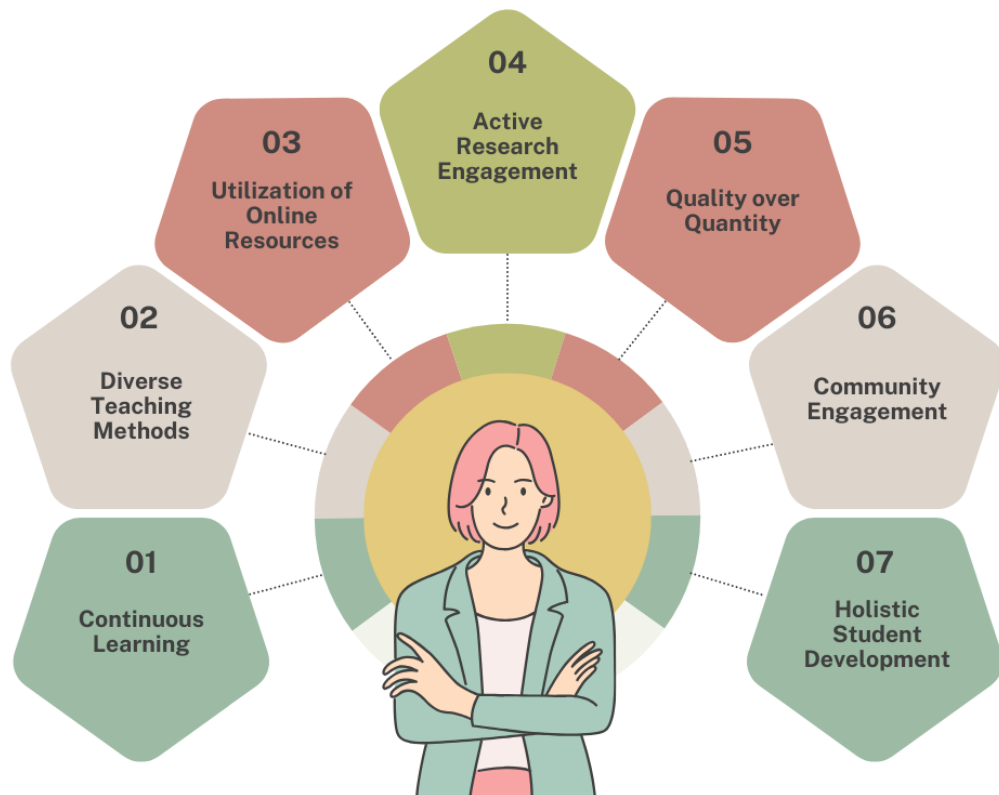 01
Continuous
Learning
02
Diverse
Teaching
Methods
03
Utilization of
Online
Resources
04
Active
Research
Engagement
05
Quality over
Quantity
06
Community
Engagement
07
Holistic
Student
Development